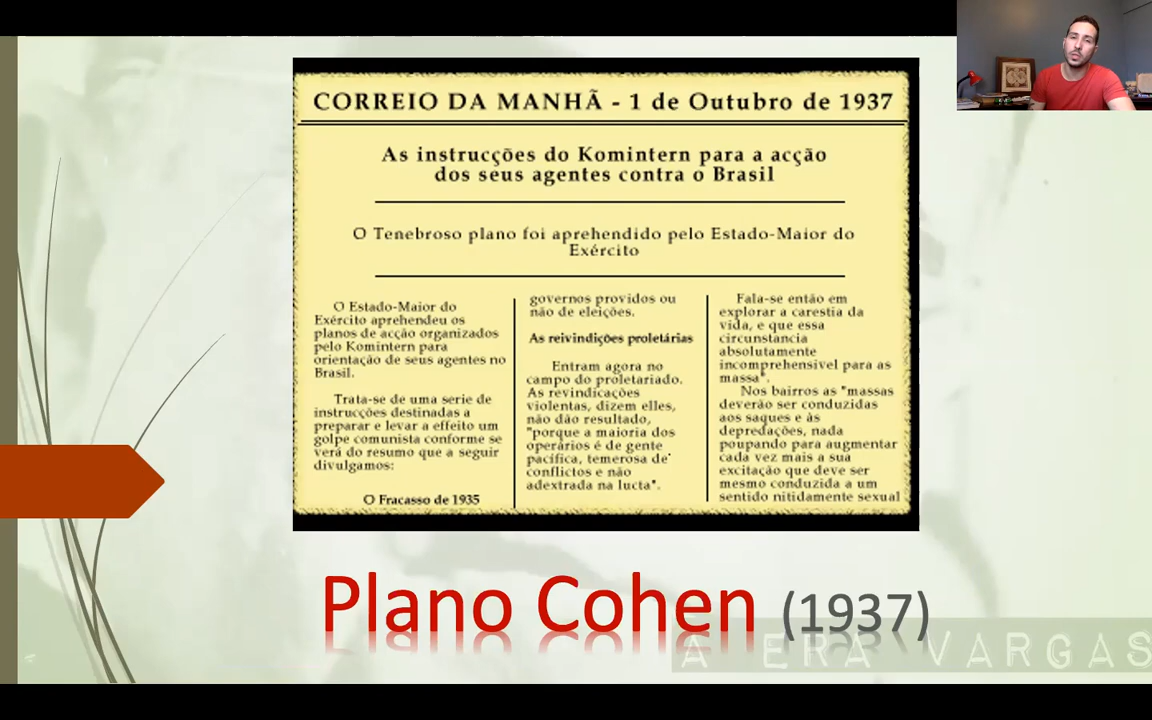 CORREIO DA MANHÃ - 1 de Outubro de 1937
As instrucções do Komintern para a acção
dos seus agentes contra o Brasil
O Tenebroso plano foi aprehendido pelo Estado-Maior do
Exército
O Estado-Maior do
Exército aprehendeu os
planos de acção organizados
pelo Komintern para
orientação de seus agentes no
Brasil.
Trata-se de uma serie de
instrucções destinadas a
preparar e levar a effeito um
golpe comunista conforme se
verá do resumo que a seguir
divulgamos:
O Fracasso de 1935
governos providos ou
não de eleições.
As reivindições proletárias
Entram agora no
campo do proletariado.
As revindicações
violentas, dizem elles,
não dão resultado,
"porque a maioria dos
operários é de gente
pacífica, temerosa de
conflictos e não
adextrada na lucta".
Fala-se então em
explorar a carestia da
vida, e que essa
circunstância
absolutamente
incomprehensivel para as
massa".
Nos bairros as "massas
deverão ser conduzidas
aos saques e às
depredações, nada
poupando para augmentar
cada vez mais a sua
excitação que deve ser
mesmo conduzida a um
sentido nitidamente sexual
Plano Cohen (1937)
A ERA VARGAS